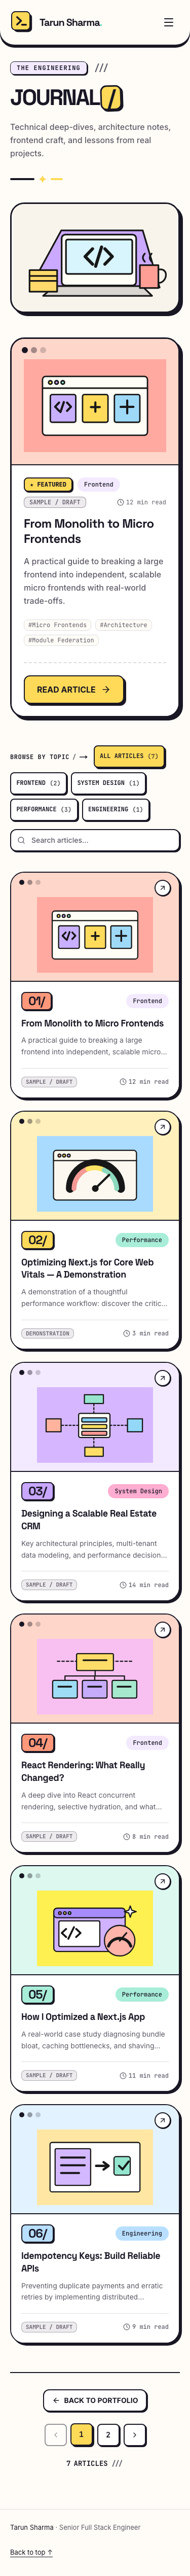 Tarun Sharma.
THE ENGINEERING ///
JOURNAL/
Technical deep-dives, architecture notes,
frontend craft, and lessons from real
projects.
★ FEATURED
Frontend
SAMPLE / DRAFT
12 min read
From Monolith to Micro
Frontends
A practical guide to breaking a large
frontend into independent, scalable
micro frontends with real-world
trade-offs.
#Micro Frontends #Architecture
#Module Federation
READ ARTICLE →
BROWSE BY TOPIC / → ALL ARTICLES (7)
FRONTEND (2) SYSTEM DESIGN (1)
PERFORMANCE (3) ENGINEERING (1)
Search articles...
01/
Frontend
From Monolith to Micro Frontends
A practical guide to breaking a large
frontend into independent, scalable micro...
SAMPLE / DRAFT
12 min read
02/
Performance
Optimizing Next.js for Core Web
Vitals — A Demonstration
A demonstration of a thoughtful
performance workflow: discover the critic...
DEMONSTRATION
3 min read
03/
System Design
Designing a Scalable Real Estate
CRM
Key architectural principles, multi-tenant
data modeling, and performance decision...
SAMPLE / DRAFT
14 min read
04/
Frontend
React Rendering: What Really
Changed?
A deep dive into React concurrent
rendering, selective hydration, and what...
SAMPLE / DRAFT
8 min read
05/
Performance
How I Optimized a Next.js App
A real-world case study diagnosing bundle
bloat, caching bottlenecks, and shaving...
SAMPLE / DRAFT
11 min read
06/
Engineering
Idempotency Keys: Build Reliable
APIs
Preventing duplicate payments and erratic
retries by implementing distributed...
SAMPLE / DRAFT
9 min read
← BACK TO PORTFOLIO
‹ 1 2 ›
7 ARTICLES ///
Tarun Sharma · Senior Full Stack Engineer
Back to top ↑